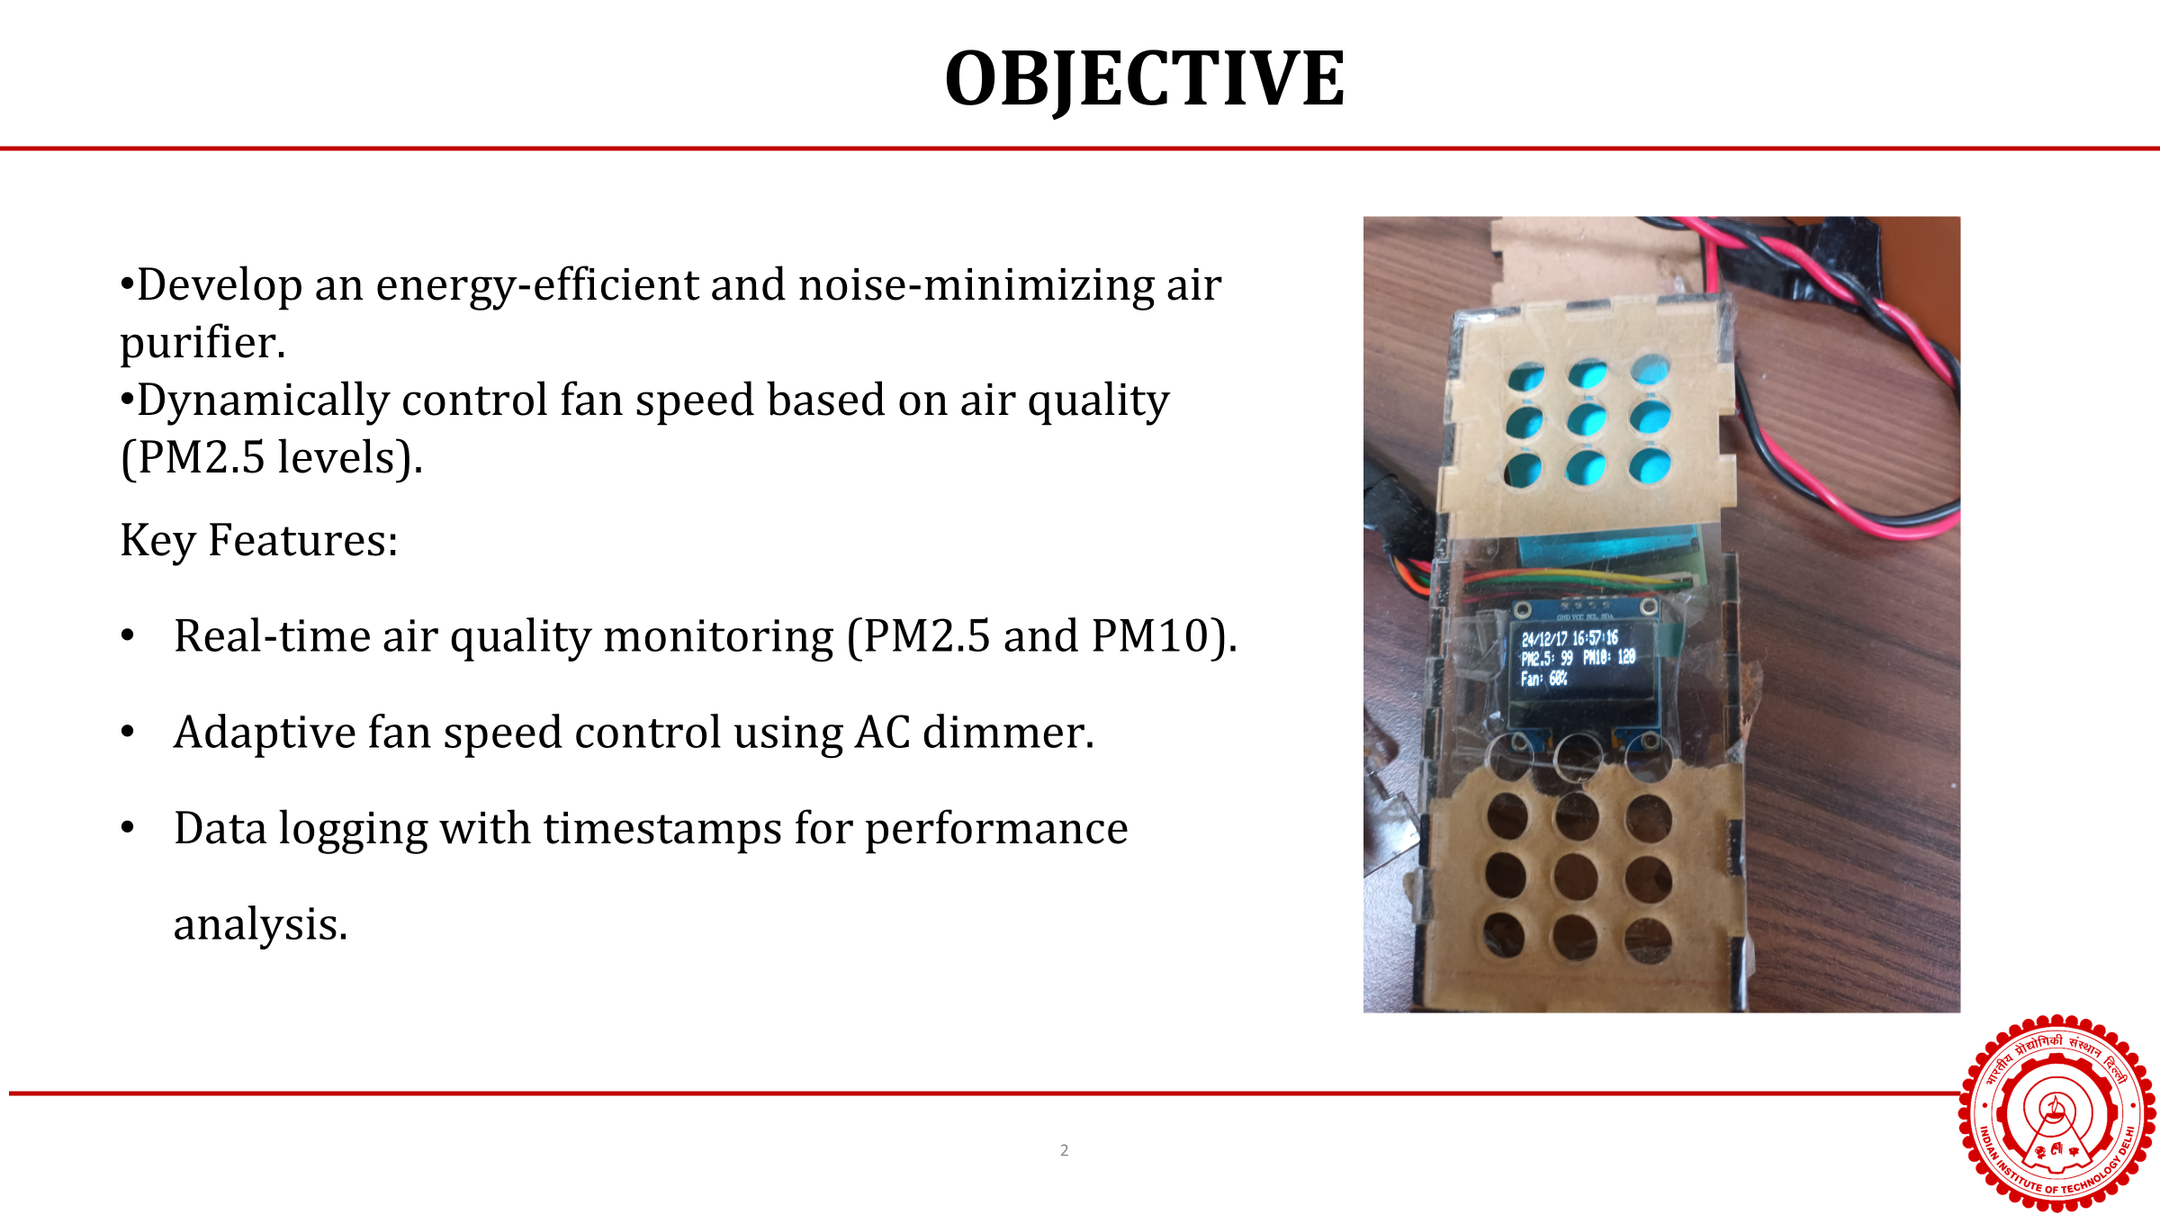 OBJECTIVE
•Develop an energy-efficient and noise-minimizing air
purifier.
•Dynamically control fan speed based on air quality
(PM2.5 levels).
Key Features:
• Real-time air quality monitoring (PM2.5 and PM10).
• Adaptive fan speed control using AC dimmer.
• Data logging with timestamps for performance
analysis.
GND VCC SCL SDA
24/12/17 16:57:16
PM2.5: 99 PM10: 120
Fan: 60%
भारतीय प्रौद्योगिकी संस्थान दिल्ली
INDIAN INSTITUTE OF TECHNOLOGY DELHI
2